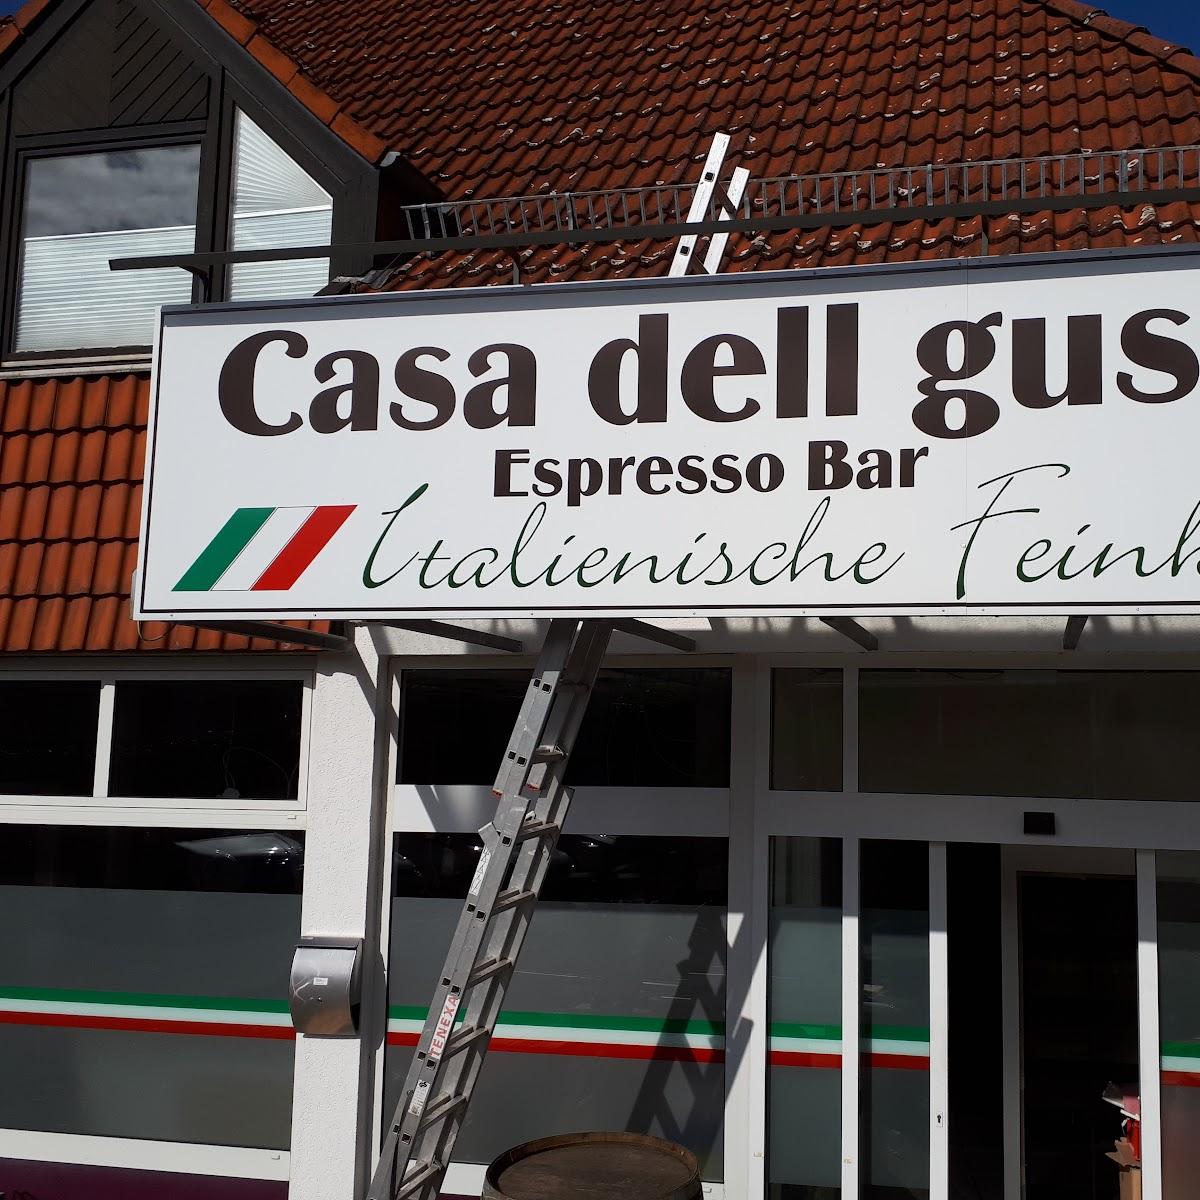 Casa dell gus
Espresso Bar
Italienische Feink
TENEXA